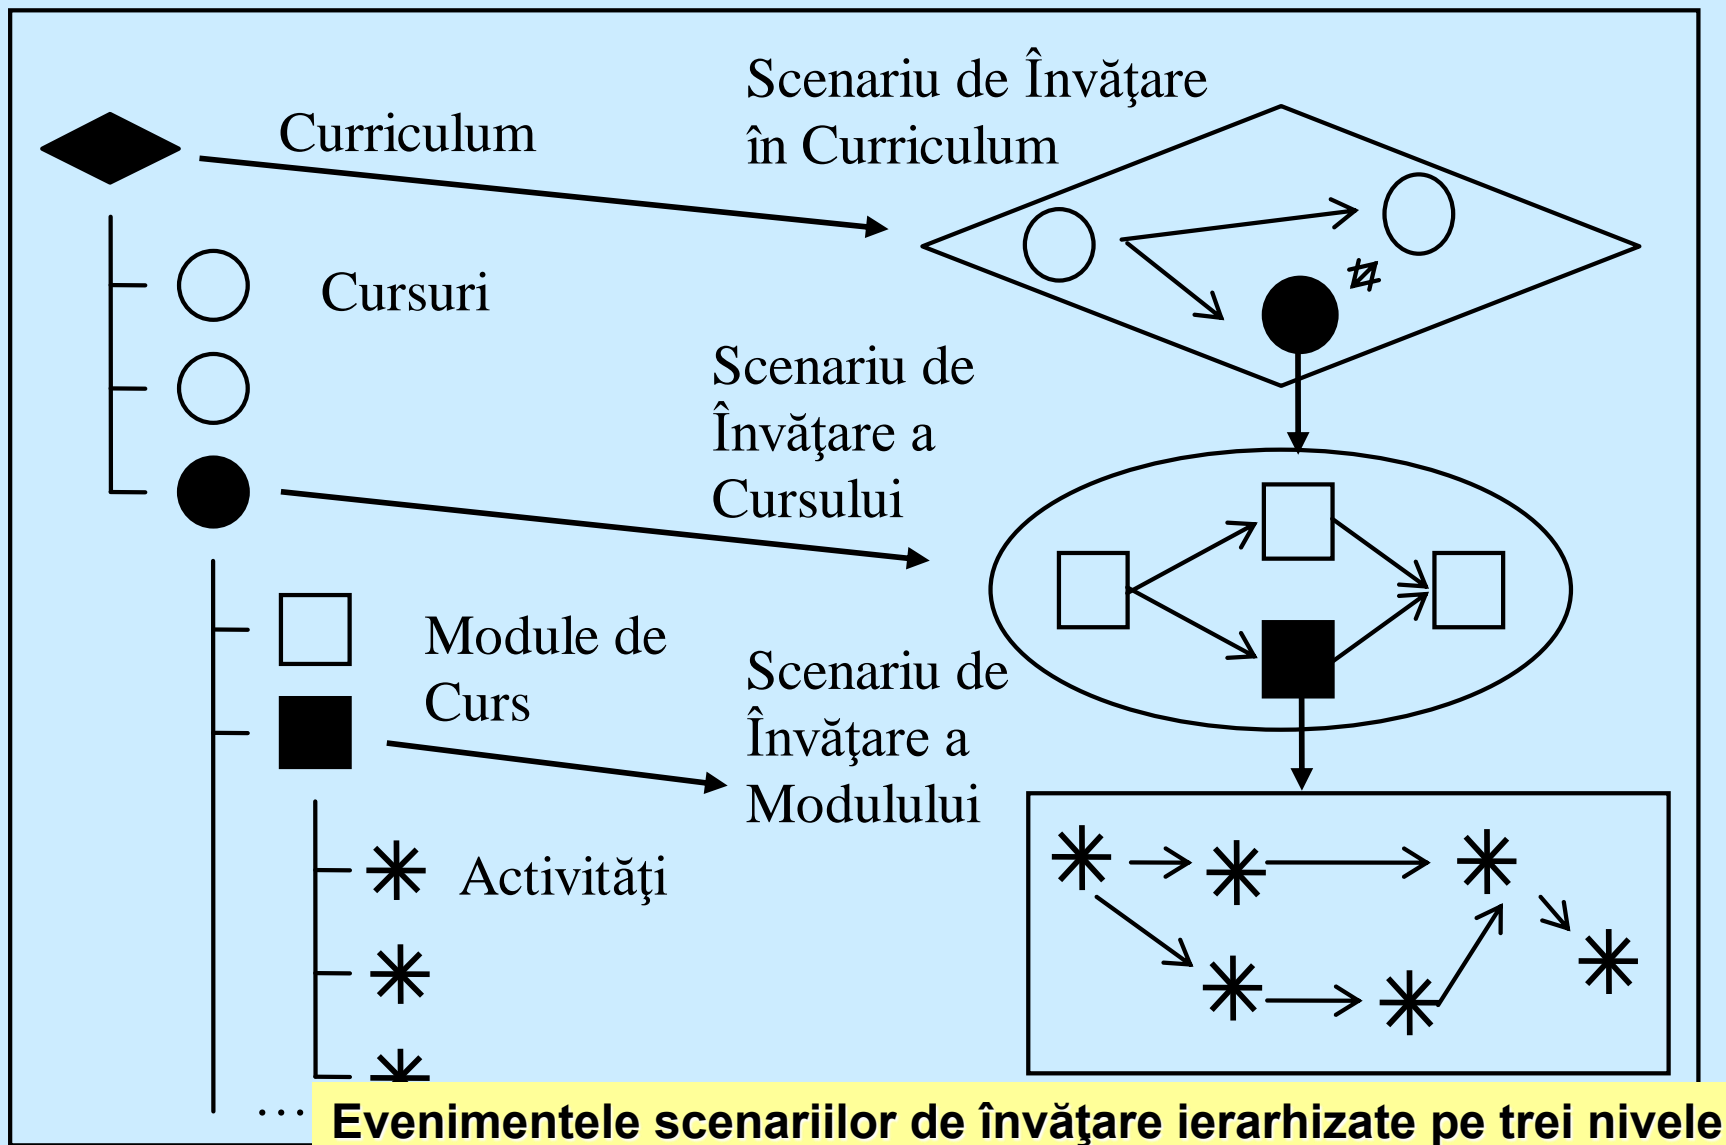 Curriculum
Scenariu de Învăţare
în Curriculum
Cursuri
Scenariu de
Învăţare a
Cursului
Module de
Curs
Scenariu de
Învăţare a
Modulului
Activităţi
...
Evenimentele scenariilor de învăţare ierarhizate pe trei nivele